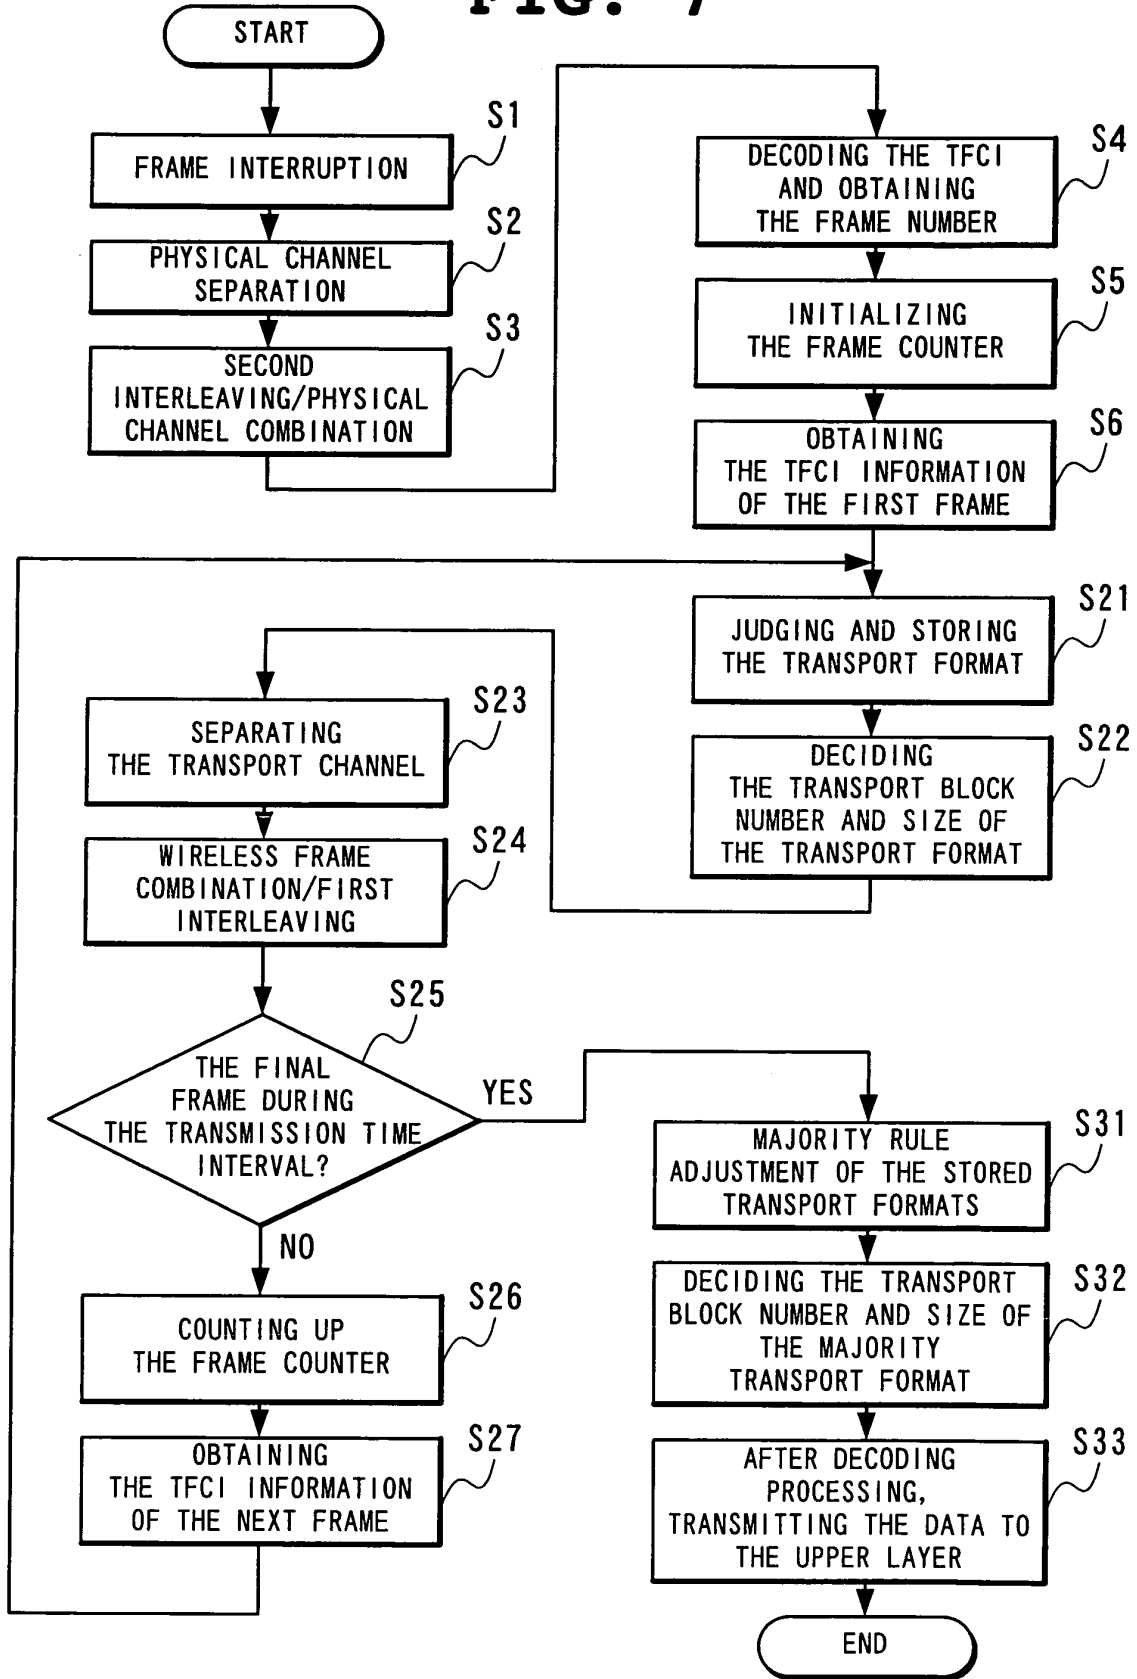 FIG. 7
START
S1
FRAME INTERRUPTION
S2
PHYSICAL CHANNEL
SEPARATION
S3
SECOND
INTERLEAVING/PHYSICAL
CHANNEL COMBINATION
S4
DECODING THE TFCI
AND OBTAINING
THE FRAME NUMBER
S5
INITIALIZING
THE FRAME COUNTER
S6
OBTAINING
THE TFCI INFORMATION
OF THE FIRST FRAME
S21
JUDGING AND STORING
THE TRANSPORT FORMAT
S22
DECIDING
THE TRANSPORT BLOCK
NUMBER AND SIZE OF
THE TRANSPORT FORMAT
S23
SEPARATING
THE TRANSPORT CHANNEL
S24
WIRELESS FRAME
COMBINATION/FIRST
INTERLEAVING
S25
THE FINAL
FRAME DURING
THE TRANSMISSION TIME
INTERVAL?
YES
NO
S26
COUNTING UP
THE FRAME COUNTER
S27
OBTAINING
THE TFCI INFORMATION
OF THE NEXT FRAME
S31
MAJORITY RULE
ADJUSTMENT OF THE STORED
TRANSPORT FORMATS
S32
DECIDING THE TRANSPORT
BLOCK NUMBER AND SIZE OF
THE MAJORITY
TRANSPORT FORMAT
S33
AFTER DECODING
PROCESSING,
TRANSMITTING THE DATA TO
THE UPPER LAYER
END